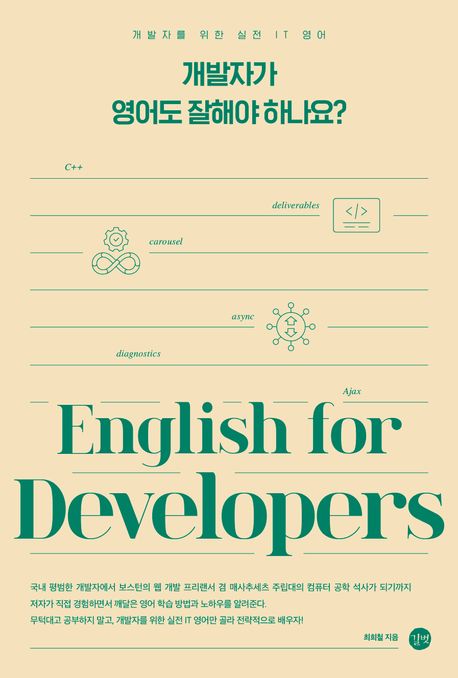 개발자를 위한 실전 IT 영어
개발자가
영어도 잘해야 하나요?
C++
deliverables
</>
carousel
async
diagnostics
Ajax
English for
Developers
국내 평범한 개발자에서 보스턴의 웹 개발 프리랜서 겸 매사추세츠 주립대의 컴퓨터 공학 석사가 되기까지
저자가 직접 경험하면서 깨달은 영어 학습 방법과 노하우를 알려준다.
무턱대고 공부하지 말고, 개발자를 위한 실전 IT 영어만 골라 전략적으로 배우자!
최희철 지음
길벗